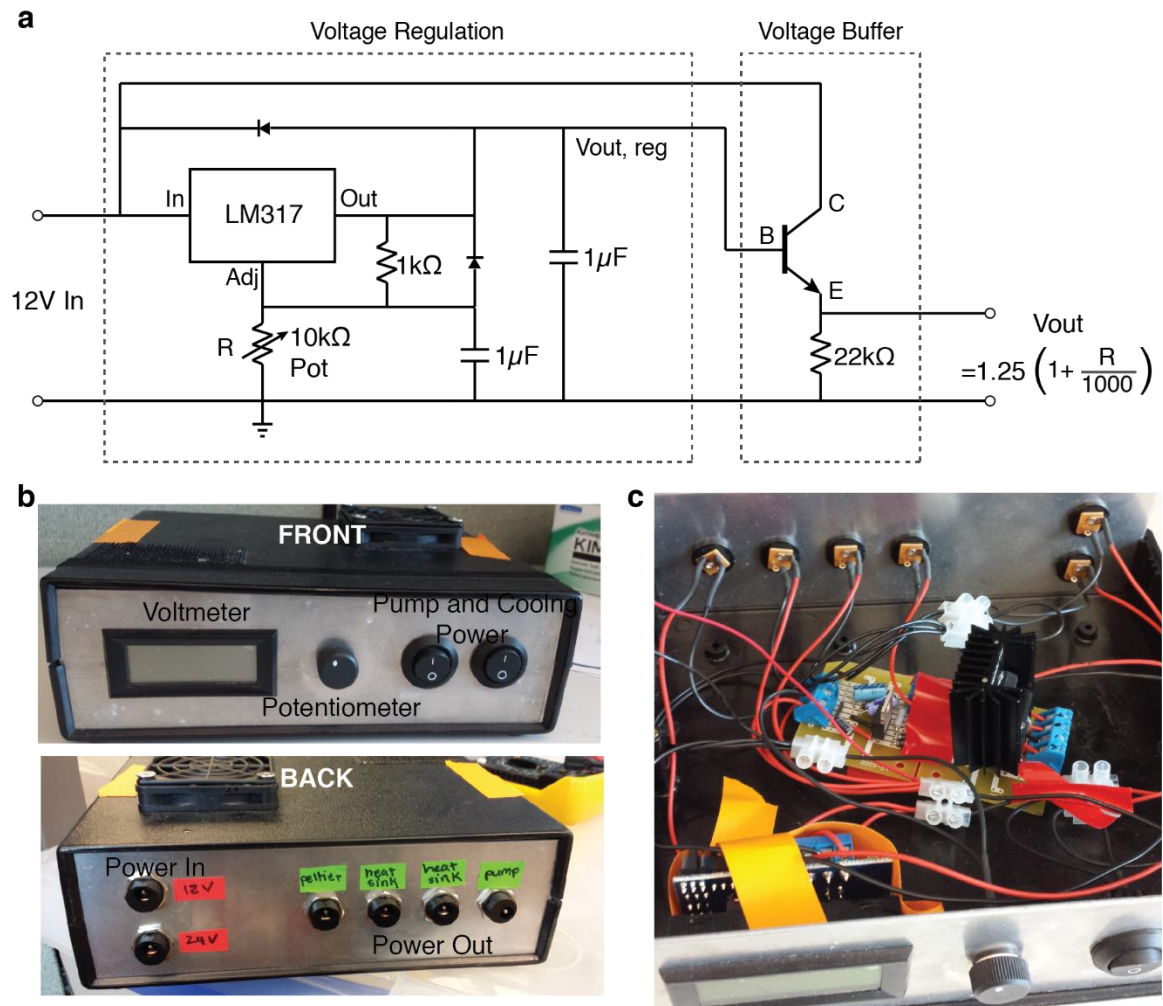 a
Voltage Regulation
Voltage Buffer
Vout, reg
In
LM317
Out
C
B
1kΩ
1µF
Adj
E
12V In
R
10kΩ
Pot
1µF
22kΩ
Vout
=1.25 (1+ R/1000)
b
FRONT
KIM
Voltmeter
Pump and Coolng
Power
Potentiometer
BACK
Power In
12V
24V
peltier
heat
sink
heat
sink
pump
Power Out
c